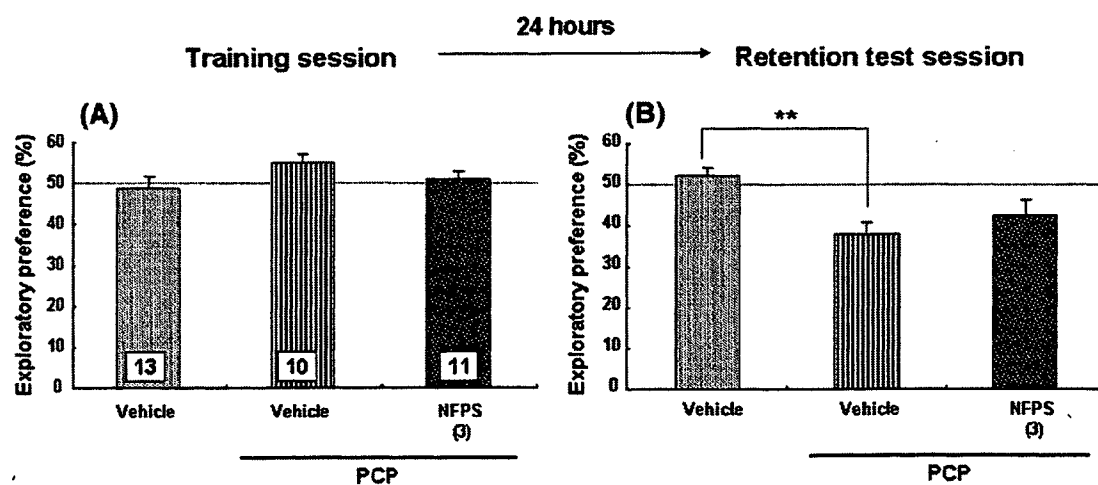 24 hours
Training session
Retention test session
(A)
Exploratory preference (%)
60
50
40
30
20
10
0
13
10
11
Vehicle
Vehicle
NFPS
(3)
PCP
(B)
**
Exploratory preference (%)
60
50
40
30
20
10
0
Vehicle
Vehicle
NFPS
(3)
PCP